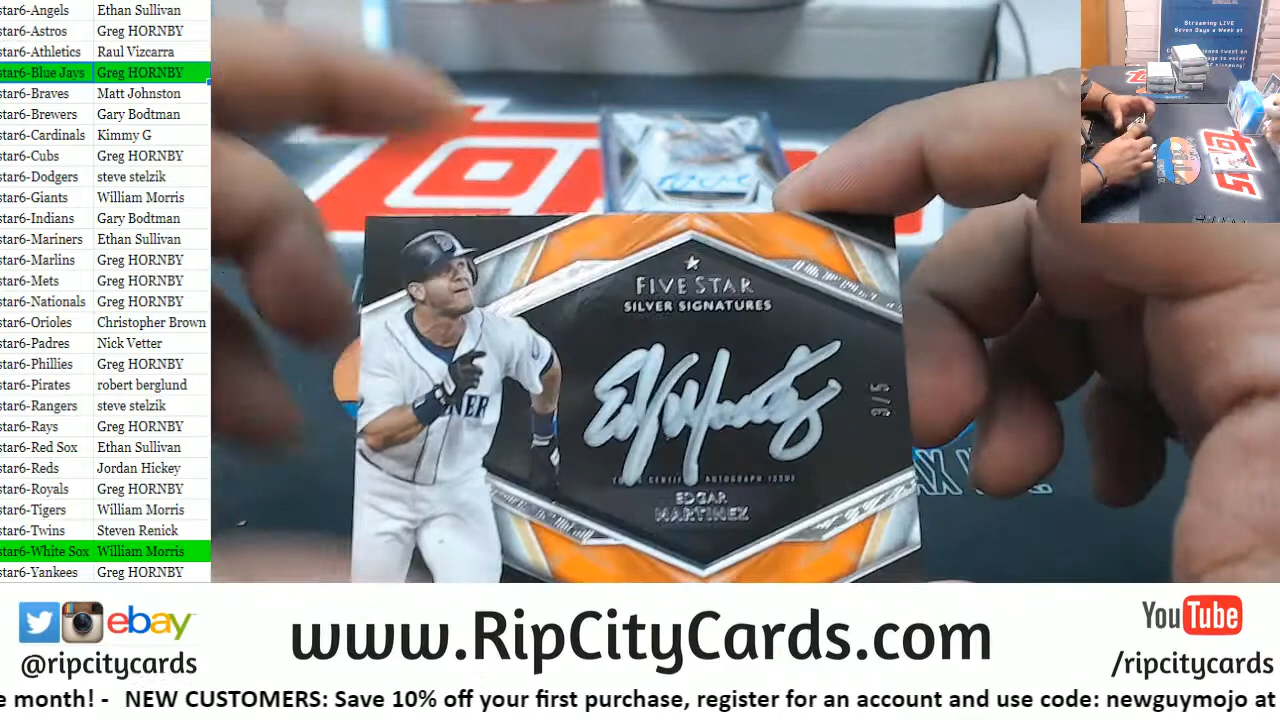 star6-Angels Ethan Sullivan
star6-Astros Greg HORNBY
star6-Athletics Raul Vizcarra
star6-Blue Jays Greg HORNBY
star6-Braves Matt Johnston
star6-Brewers Gary Bodtman
star6-Cardinals Kimmy G
star6-Cubs Greg HORNBY
star6-Dodgers steve stelzik
star6-Giants William Morris
star6-Indians Gary Bodtman
star6-Mariners Ethan Sullivan
star6-Marlins Greg HORNBY
star6-Mets Greg HORNBY
star6-Nationals Greg HORNBY
star6-Orioles Christopher Brown
star6-Padres Nick Vetter
star6-Phillies Greg HORNBY
star6-Pirates robert berglund
star6-Rangers steve stelzik
star6-Rays Greg HORNBY
star6-Red Sox Ethan Sullivan
star6-Reds Jordan Hickey
star6-Royals Greg HORNBY
star6-Tigers William Morris
star6-Twins Steven Renick
star6-White Sox William Morris
star6-Yankees Greg HORNBY
FIVE STAR
SILVER SIGNATURES
AUTOGRAPH ISSUE
EDGAR
MARTINEZ
3/5
Streaming LIVE
Seven Days a Week at
ebay
@ripcitycards
www.RipCityCards.com
YouTube
/ripcitycards
e month! - NEW CUSTOMERS: Save 10% off your first purchase, register for an account and use code: newguymojo at